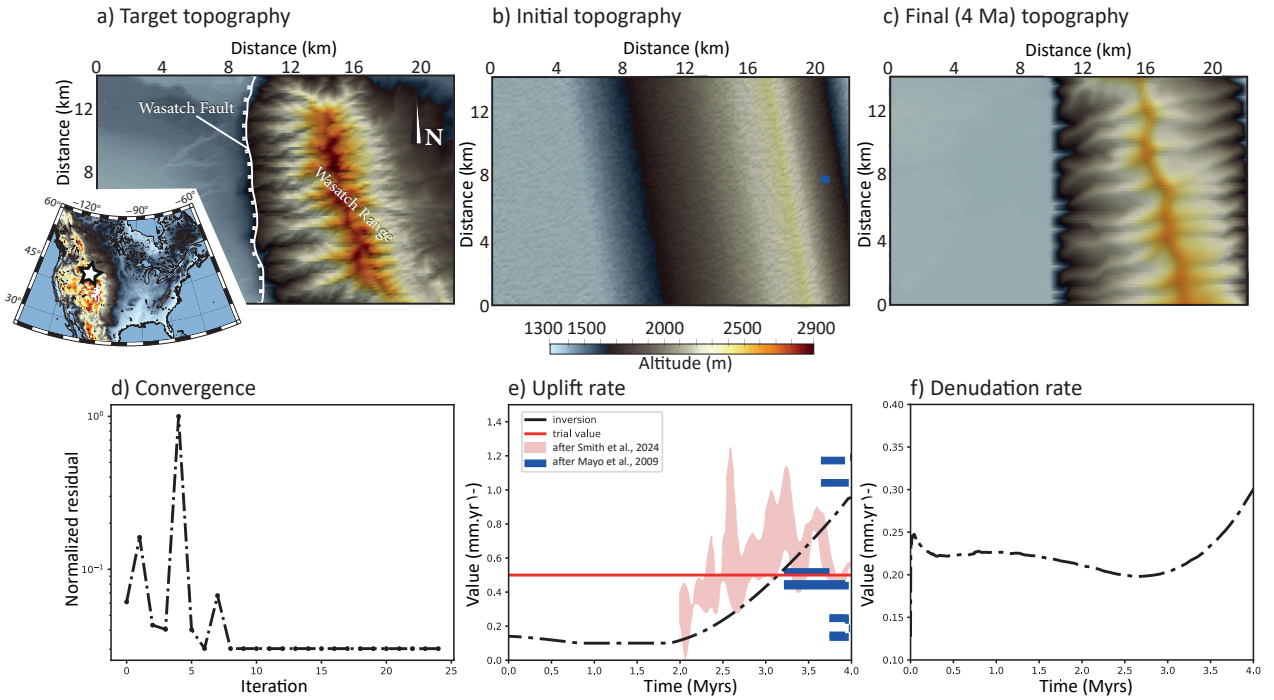 a) Target topography
b) Initial topography
c) Final (4 Ma) topography
Distance (km)
0 4 8 12 16 20
Distance (km)
0 4 8 12 16 20
Distance (km)
0 4 8 12 16 20
Distance (km)
12
8
Wasatch Fault
Wasatch Range
N
60°
45°
30°
−120°
−90°
−60°
Distance (km)
12
8
4
0
Distance (km)
12
8
4
0
1300 1500 2000 2500 2900
Altitude (m)
d) Convergence
Normalized residual
10⁰
10⁻¹
0 5 10 15 20 25
Iteration
e) Uplift rate
Value (mm.yr\-)
1.4
1.2
1.0
0.8
0.6
0.4
0.2
0.0
inversion
trial value
after Smith et al., 2024
after Mayo et al., 2009
0.0 0.5 1.0 1.5 2.0 2.5 3.0 3.5 4.0
Time (Myrs)
f) Denudation rate
Value (mm.yr\-)
0.40
0.35
0.30
0.25
0.20
0.15
0.10
0.0 0.5 1.0 1.5 2.0 2.5 3.0 3.5 4.0
Time (Myrs)